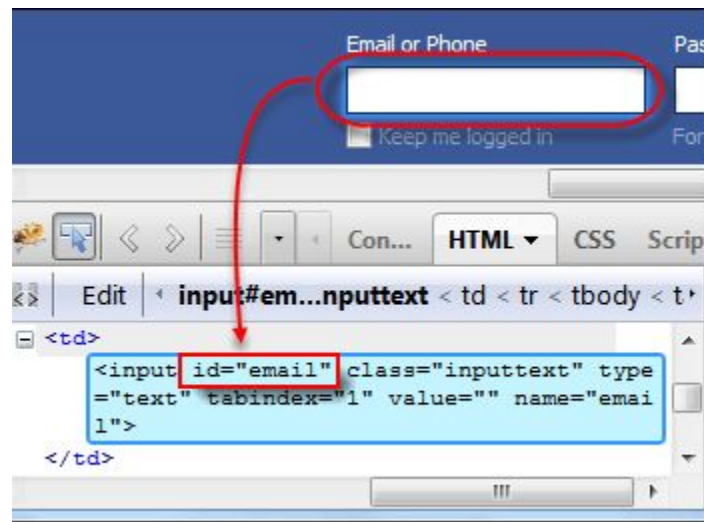 Email or Phone Pas
Keep me logged in For
Con... HTML CSS Scrip
Edit input#em...nputtext < td < tr < tbody < t
<td>
<input id="email" class="inputtext" type
="text" tabindex="1" value="" name="emai
l">
</td>